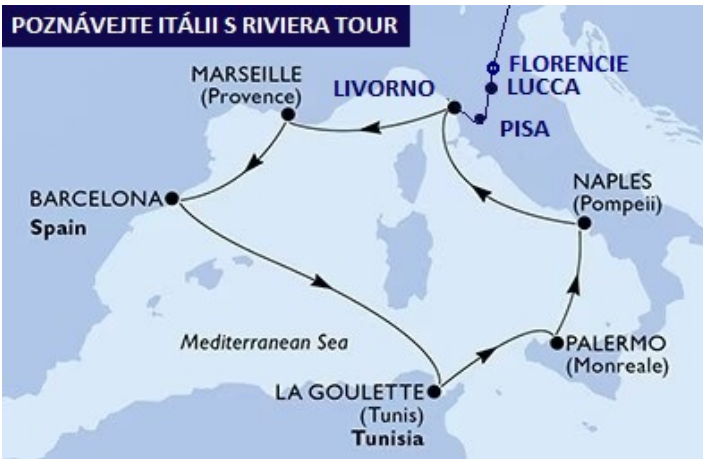 POZNÁVEJTE ITÁLII S RIVIERA TOUR
FLORENCIE
MARSEILLE
(Provence)
LIVORNO
LUCCA
PISA
BARCELONA
Spain
NAPLES
(Pompeii)
Mediterranean Sea
PALERMO
(Monreale)
LA GOULETTE
(Tunis)
Tunisia